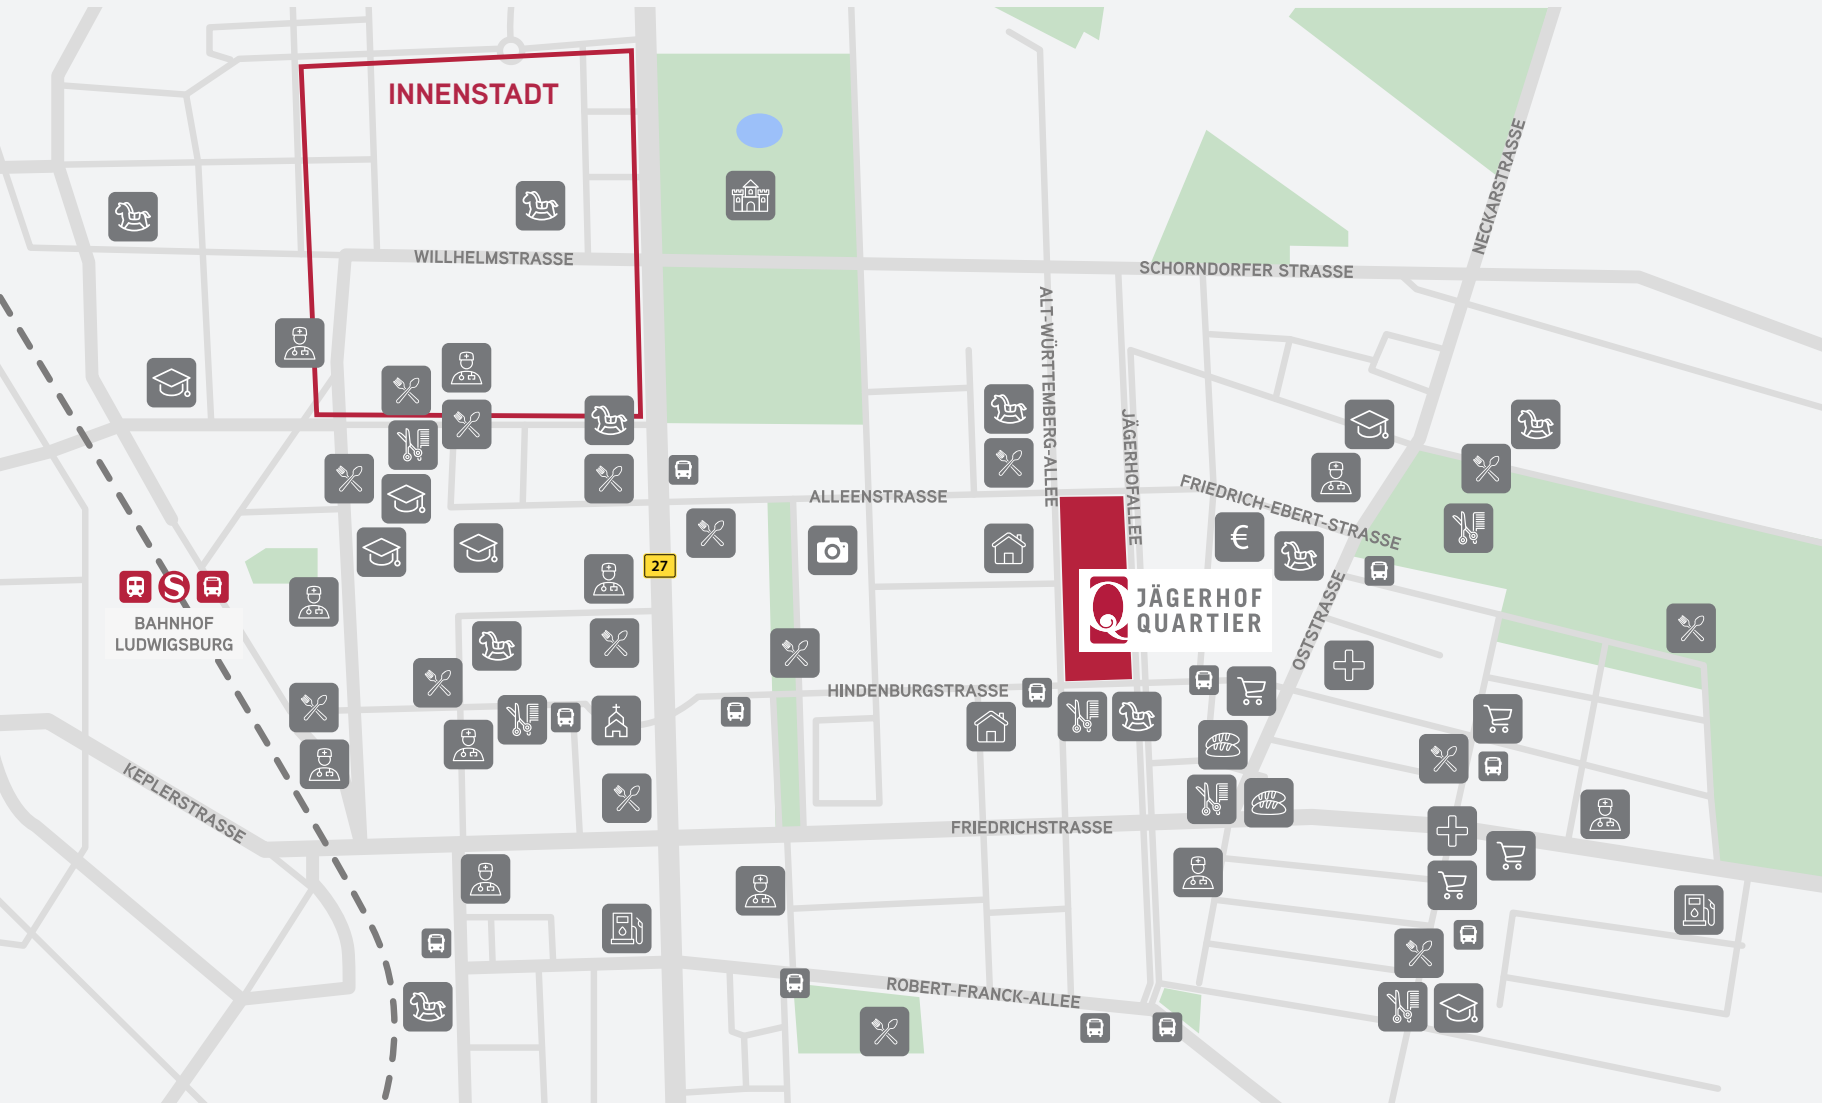 INNENSTADT
WILLHELMSTRASSE
SCHORNDORFER STRASSE
NECKARSTRASSE
ALT-WÜRTTEMBERG-ALLEE
JÄGERHOFALLEE
ALLEENSTRASSE
FRIEDRICH-EBERT-STRASSE
€
27
S
BAHNHOF
LUDWIGSBURG
JÄGERHOF
QUARTIER
OSTSTRASSE
HINDENBURGSTRASSE
KEPLERSTRASSE
FRIEDRICHSTRASSE
ROBERT-FRANCK-ALLEE